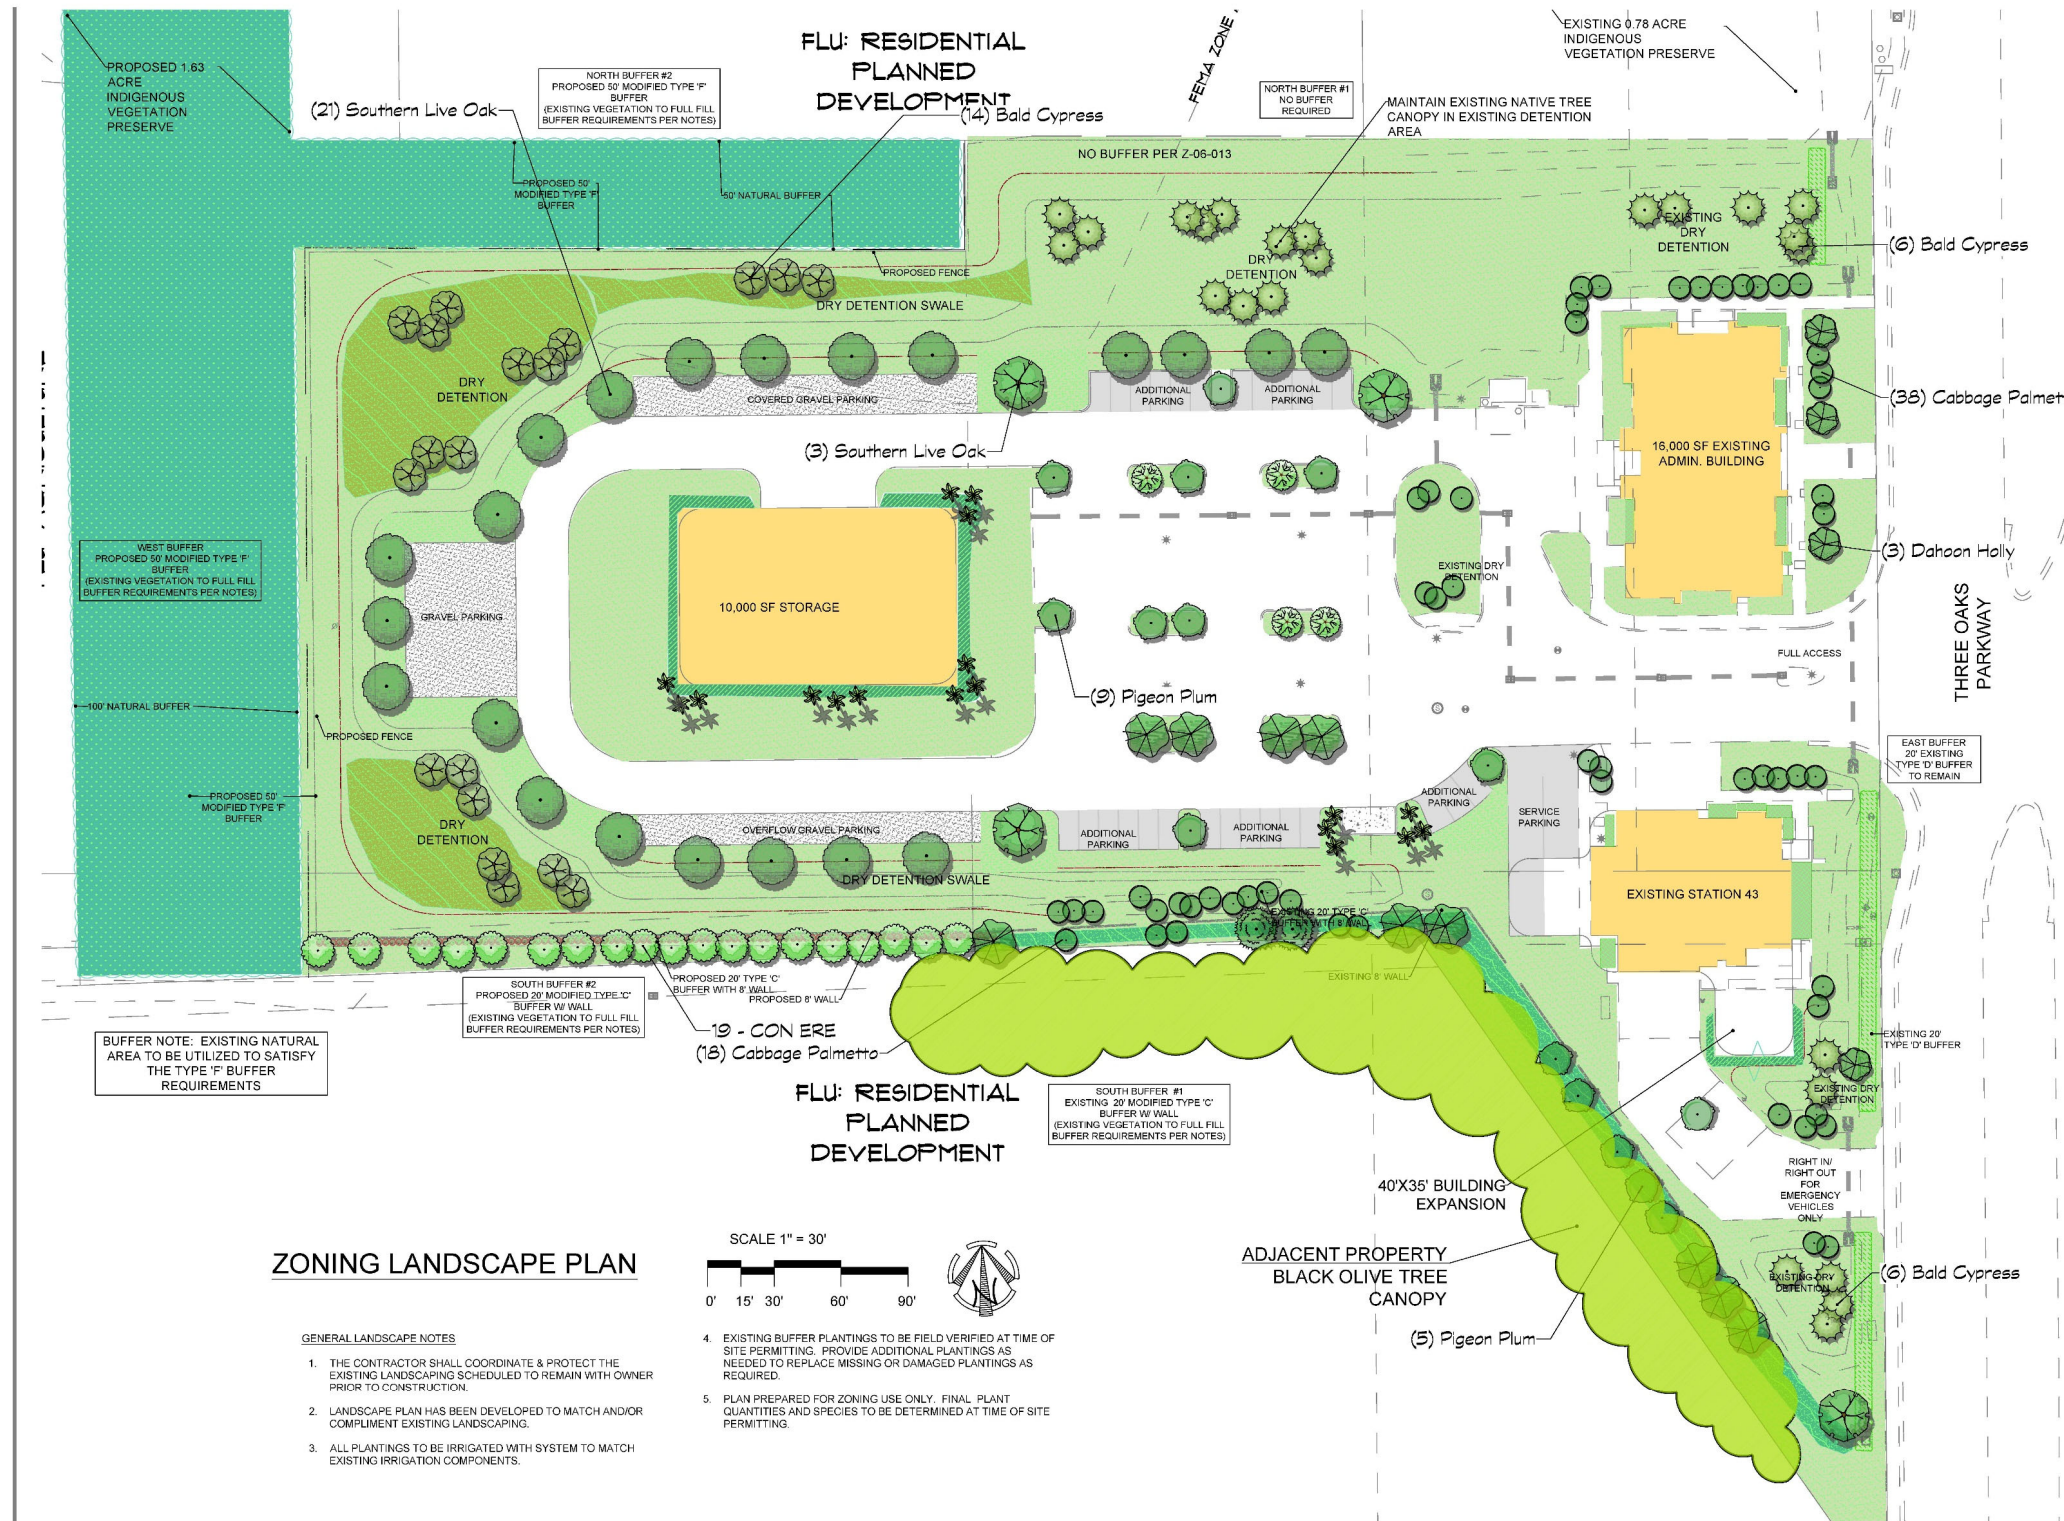 PROPOSED 1.63
ACRE
INDIGENOUS
VEGETATION
PRESERVE
(21) Southern Live Oak
NORTH BUFFER #2
PROPOSED 50' MODIFIED TYPE 'F'
BUFFER
(EXISTING VEGETATION TO FULL FILL
BUFFER REQUIREMENTS PER NOTES)
FLU: RESIDENTIAL
PLANNED
DEVELOPMENT
(14) Bald Cypress
FEMA ZONE
NORTH BUFFER #1
NO BUFFER
REQUIRED
MAINTAIN EXISTING NATIVE TREE
CANOPY IN EXISTING DETENTION
AREA
EXISTING 0.78 ACRE
INDIGENOUS
VEGETATION PRESERVE
NO BUFFER PER Z-06-013
PROPOSED 50'
MODIFIED TYPE 'F'
BUFFER
50' NATURAL BUFFER
PROPOSED FENCE
DRY DETENTION SWALE
DRY
DETENTION
EXISTING
DRY
DETENTION
(6) Bald Cypress
DRY
DETENTION
COVERED GRAVEL PARKING
ADDITIONAL
PARKING
ADDITIONAL
PARKING
(38) Cabbage Palmet
(3) Southern Live Oak
16,000 SF EXISTING
ADMIN. BUILDING
WEST BUFFER
PROPOSED 50' MODIFIED TYPE 'F'
BUFFER
(EXISTING VEGETATION TO FULL FILL
BUFFER REQUIREMENTS PER NOTES)
GRAVEL PARKING
10,000 SF STORAGE
EXISTING DRY
DETENTION
(3) Dahoon Holly
THREE OAKS
PARKWAY
FULL ACCESS
(9) Pigeon Plum
100' NATURAL BUFFER
PROPOSED FENCE
EAST BUFFER
20' EXISTING
TYPE 'D' BUFFER
TO REMAIN
PROPOSED 50'
MODIFIED TYPE 'F'
BUFFER
DRY
DETENTION
OVERFLOW GRAVEL PARKING
ADDITIONAL
PARKING
ADDITIONAL
PARKING
ADDITIONAL
PARKING
SERVICE
PARKING
DRY DETENTION SWALE
EXISTING STATION 43
EXISTING 20' TYPE 'C'
BUFFER WITH 8' WALL
EXISTING 8' WALL
PROPOSED 20' TYPE 'C'
BUFFER WITH 8' WALL
PROPOSED 8' WALL
SOUTH BUFFER #2
PROPOSED 20' MODIFIED TYPE 'C'
BUFFER W/ WALL
(EXISTING VEGETATION TO FULL FILL
BUFFER REQUIREMENTS PER NOTES)
19 - CON ERE
(18) Cabbage Palmetto
BUFFER NOTE: EXISTING NATURAL
AREA TO BE UTILIZED TO SATISFY
THE TYPE 'F' BUFFER
REQUIREMENTS
EXISTING 20'
TYPE 'D' BUFFER
EXISTING DRY
DETENTION
FLU: RESIDENTIAL
PLANNED
DEVELOPMENT
SOUTH BUFFER #1
EXISTING 20' MODIFIED TYPE 'C'
BUFFER W/ WALL
(EXISTING VEGETATION TO FULL FILL
BUFFER REQUIREMENTS PER NOTES)
40'X35' BUILDING
EXPANSION
RIGHT IN/
RIGHT OUT
FOR
EMERGENCY
VEHICLES
ONLY
ADJACENT PROPERTY
BLACK OLIVE TREE
CANOPY
EXISTING DRY
DETENTION
(6) Bald Cypress
(5) Pigeon Plum
ZONING LANDSCAPE PLAN
SCALE 1" = 30'
0' 15' 30' 60' 90'
N
GENERAL LANDSCAPE NOTES
1. THE CONTRACTOR SHALL COORDINATE & PROTECT THE
EXISTING LANDSCAPING SCHEDULED TO REMAIN WITH OWNER
PRIOR TO CONSTRUCTION.
2. LANDSCAPE PLAN HAS BEEN DEVELOPED TO MATCH AND/OR
COMPLIMENT EXISTING LANDSCAPING.
3. ALL PLANTINGS TO BE IRRIGATED WITH SYSTEM TO MATCH
EXISTING IRRIGATION COMPONENTS.
4. EXISTING BUFFER PLANTINGS TO BE FIELD VERIFIED AT TIME OF
SITE PERMITTING. PROVIDE ADDITIONAL PLANTINGS AS
NEEDED TO REPLACE MISSING OR DAMAGED PLANTINGS AS
REQUIRED.
5. PLAN PREPARED FOR ZONING USE ONLY. FINAL PLANT
QUANTITIES AND SPECIES TO BE DETERMINED AT TIME OF SITE
PERMITTING.